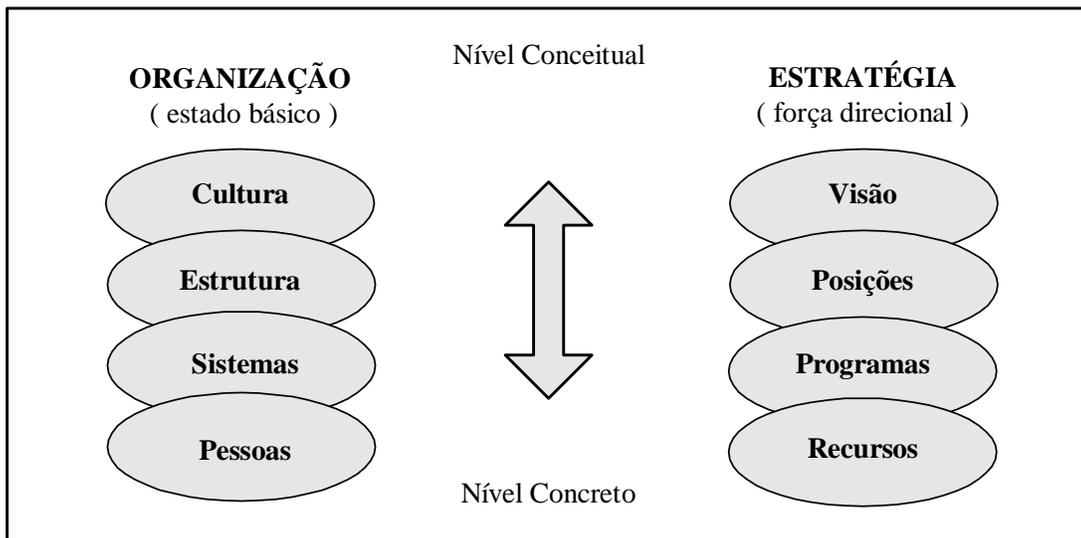 Nível Conceitual
ORGANIZAÇÃO
( estado básico )
ESTRATÉGIA
( força direcional )
Cultura
Visão
Estrutura
Posições
Sistemas
Programas
Pessoas
Recursos
Nível Concreto